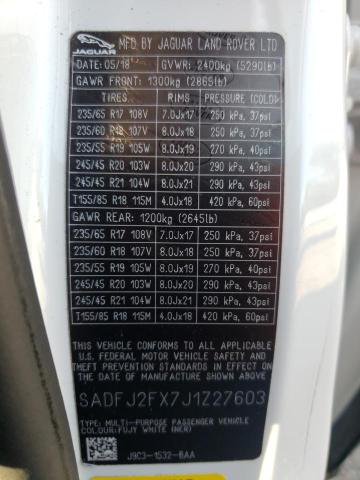 JAGUAR
MFD. BY JAGUAR LAND ROVER LTD
DATE: 05/18 GVWR: 2400kg (5290lb)
GAWR FRONT: 1300kg (2865lb)
TIRES RIMS PRESSURE (COLD)
235/65 R17 108V 7.0Jx17 250 kPa, 37psi
235/60 R18 107V 8.0Jx18 250 kPa, 37psi
235/55 R19 105W 8.0Jx19 270 kPa, 40psi
245/45 R20 103W 8.0Jx20 290 kPa, 43psi
245/45 R21 104W 8.0Jx21 290 kPa, 43psi
T155/85 R18 115M 4.0Jx18 420 kPa, 60psi
GAWR REAR: 1200kg (2645lb)
235/65 R17 108V 7.0Jx17 250 kPa, 37psi
235/60 R18 107V 8.0Jx18 250 kPa, 37psi
235/55 R19 105W 8.0Jx19 270 kPa, 40psi
245/45 R20 103W 8.0Jx20 290 kPa, 43psi
245/45 R21 104W 8.0Jx21 290 kPa, 43psi
T155/85 R18 115M 4.0Jx18 420 kPa, 60psi
THIS VEHICLE CONFORMS TO ALL APPLICABLE
U.S. FEDERAL MOTOR VEHICLE SAFETY AND
THEFT PREVENTION STANDARDS IN EFFECT ON
THE DATE OF MANUFACTURE SHOWN ABOVE.
SADFJ2FX7J1Z27603
TYPE: MULTI-PURPOSE PASSENGER VEHICLE
COLOUR: FUJI WHITE (NER)
J9C3-1532-BAA